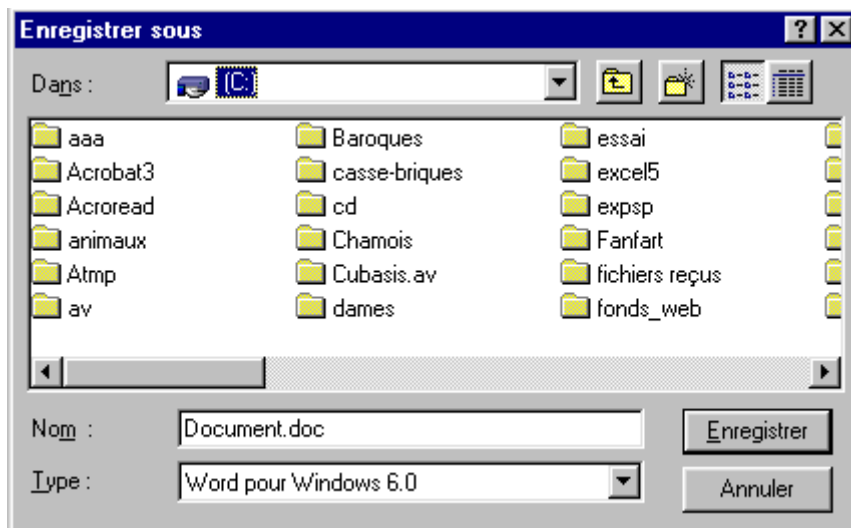 Enregistrer sous
Dans :
(C:)
aaa Baroques essai
Acrobat3 casse-briques excel5
Acroread cd expsp
animaux Chamois Fanfart
Atmp Cubasis.av fichiers reçus
av dames fonds_web
Nom : Document.doc Enregistrer
Type : Word pour Windows 6.0 Annuler